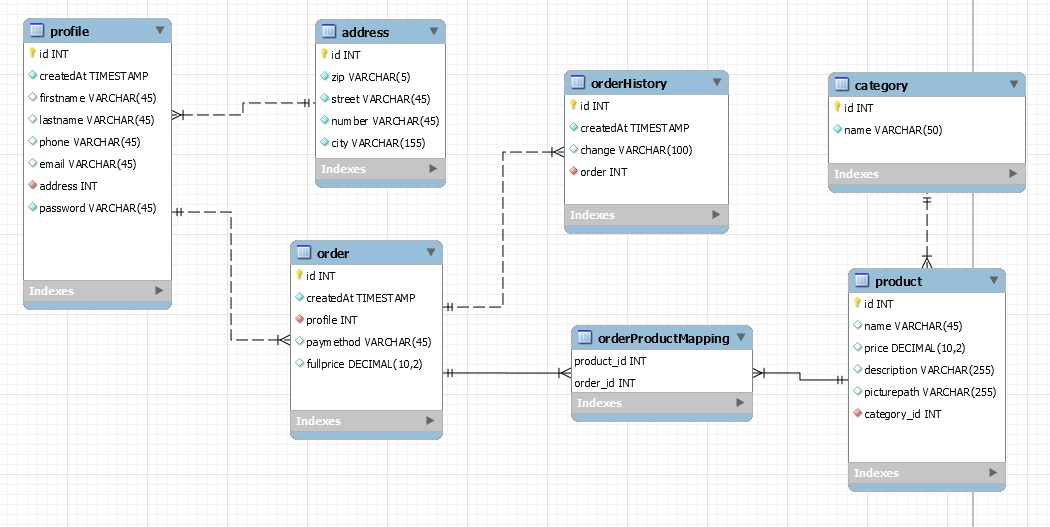 profile
id INT
createdAt TIMESTAMP
firstname VARCHAR(45)
lastname VARCHAR(45)
phone VARCHAR(45)
email VARCHAR(45)
address INT
password VARCHAR(45)
Indexes
address
id INT
zip VARCHAR(5)
street VARCHAR(45)
number VARCHAR(45)
city VARCHAR(155)
Indexes
orderHistory
id INT
createdAt TIMESTAMP
change VARCHAR(100)
order INT
Indexes
category
id INT
name VARCHAR(50)
Indexes
order
id INT
createdAt TIMESTAMP
profile INT
paymethod VARCHAR(45)
fullprice DECIMAL(10,2)
Indexes
orderProductMapping
product_id INT
order_id INT
Indexes
product
id INT
name VARCHAR(45)
price DECIMAL(10,2)
description VARCHAR(255)
picturepath VARCHAR(255)
category_id INT
Indexes